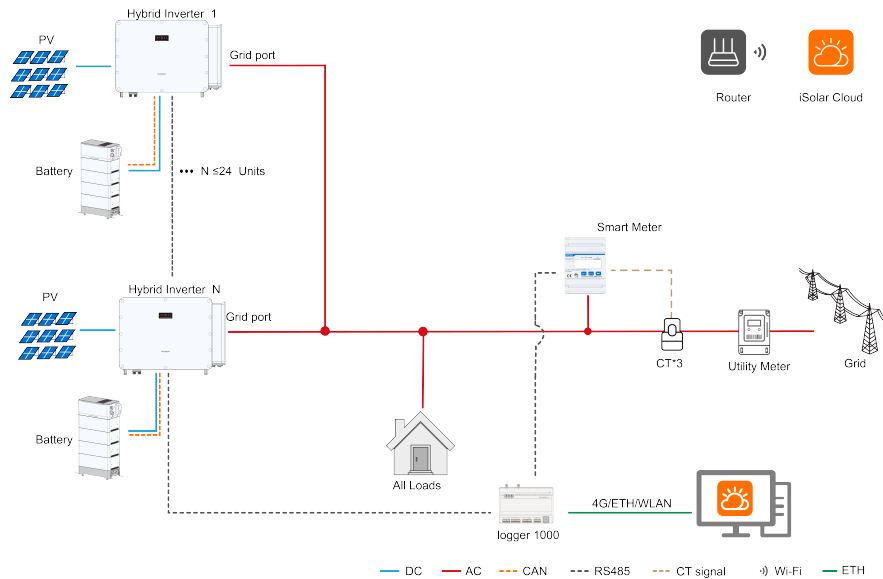 Hybrid Inverter 1
PV
Grid port
Router
iSolar Cloud
Battery
••• N ≤24 Units
Smart Meter
Hybrid Inverter N
PV
Grid port
CT*3
Utility Meter
Grid
Battery
All Loads
4G/ETH/WLAN
logger 1000
DC
AC
CAN
RS485
CT signal
Wi-Fi
ETH